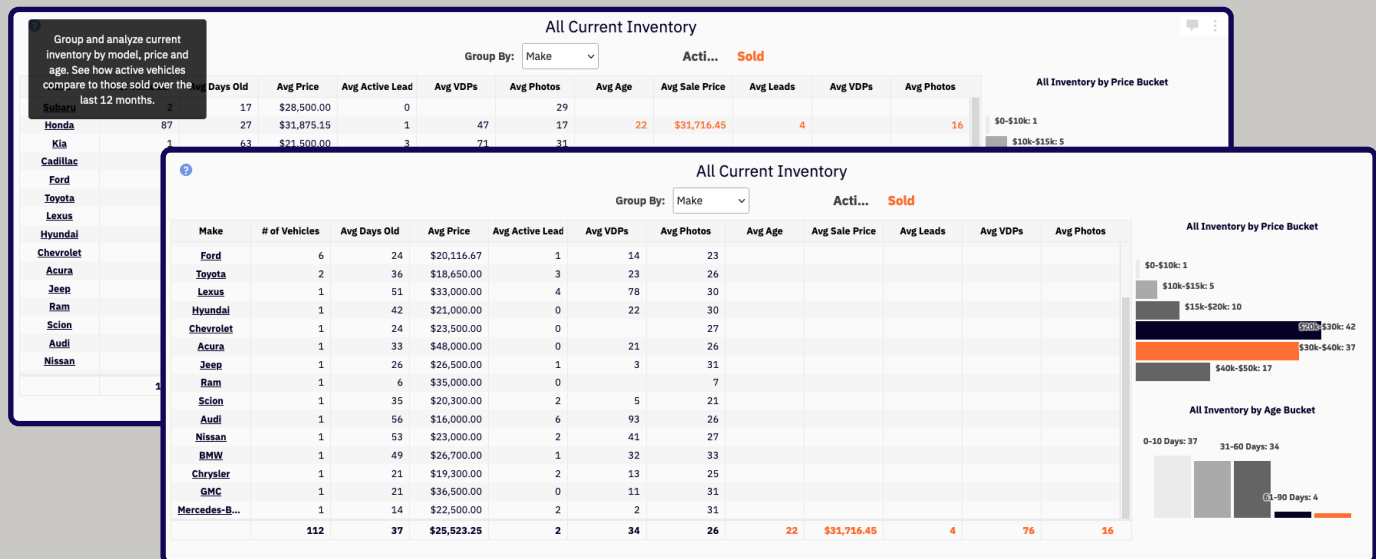 All Current Inventory
Group and analyze current
inventory by model, price and
age. See how active vehicles
compare to those sold over the
last 12 months.
Group By: Make Acti... Sold
Days Old Avg Price Avg Active Lead Avg VDPs Avg Photos Avg Age Avg Sale Price Avg Leads Avg VDPs Avg Photos
All Inventory by Price Bucket
Subaru 2 17 $28,500.00 0 29
Honda 87 27 $31,875.15 1 47 17 22 $31,716.45 4 16
$0-$10k: 1
Kia 1 63 $21,500.00 3 71 31
$10k-$15k: 5
Cadillac
Ford
Toyota
Lexus
Hyundai
Chevrolet
Acura
Jeep
Ram
Scion
Audi
Nissan
?
All Current Inventory
Group By: Make Acti... Sold
Make # of Vehicles Avg Days Old Avg Price Avg Active Lead Avg VDPs Avg Photos Avg Age Avg Sale Price Avg Leads Avg VDPs Avg Photos
Ford 6 24 $20,116.67 1 14 23
Toyota 2 36 $18,650.00 3 23 26
Lexus 1 51 $33,000.00 4 78 30
Hyundai 1 42 $21,000.00 0 22 30
Chevrolet 1 24 $23,500.00 0 27
Acura 1 33 $48,000.00 0 21 26
Jeep 1 26 $26,500.00 1 3 31
Ram 1 6 $35,000.00 0 7
Scion 1 35 $20,300.00 2 5 21
Audi 1 56 $16,000.00 6 93 26
Nissan 1 53 $23,000.00 2 41 27
BMW 1 49 $26,700.00 1 32 33
Chrysler 1 21 $19,300.00 2 13 25
GMC 1 21 $36,500.00 0 11 31
Mercedes-B... 1 14 $22,500.00 2 2 31
112 37 $25,523.25 2 34 26 22 $31,716.45 4 76 16
All Inventory by Price Bucket
$0-$10k: 1
$10k-$15k: 5
$15k-$20k: 10
$20k-$30k: 42
$30k-$40k: 37
$40k-$50k: 17
All Inventory by Age Bucket
0-10 Days: 37
31-60 Days: 34
61-90 Days: 4